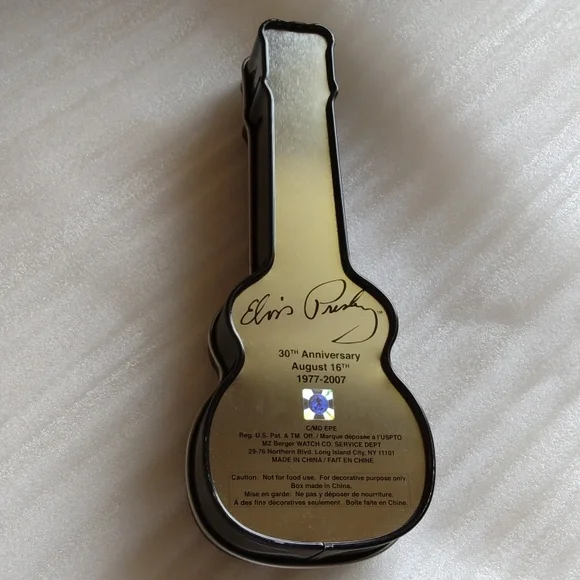 Elvis Presley™
30TH Anniversary
August 16TH
1977-2007
C/MD EPE
Reg. U.S. Pat. & TM. Off. / Marque déposée à l'USPTO
MZ Berger WATCH CO. SERVICE DEPT
29-76 Northern Blvd. Long Island City, NY 11101
MADE IN CHINA / FAIT EN CHINE
Caution: Not for food use. For decorative purpose only
Box made in China.
Mise en garde: Ne pas y déposer de nourriture.
A des fins décoratives seulement. Boîte faite en Chine.